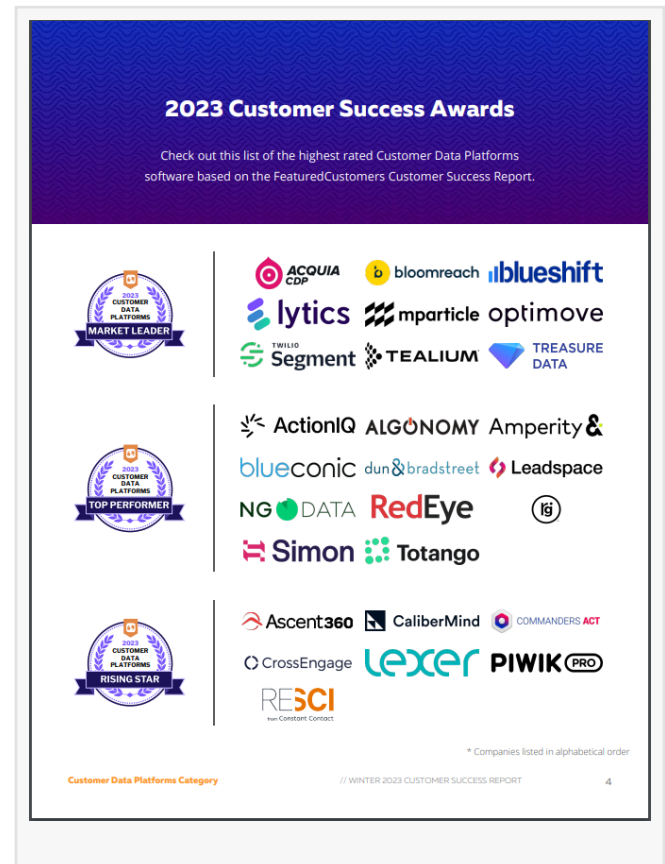 2023 Customer Success Awards
Check out this list of the highest rated Customer Data Platforms
software based on the FeaturedCustomers Customer Success Report.
2023
CUSTOMER
DATA
PLATFORMS
MARKET LEADER
ACQUIA CDP bloomreach blueshift
lytics mparticle optimove
TWILIO Segment TEALIUM TREASURE DATA
2023
CUSTOMER
DATA
PLATFORMS
TOP PERFORMER
ActionIQ ALGONOMY Amperity &
blueconic dun & bradstreet Leadspace
NGDATA RedEye
Simon Totango
2023
CUSTOMER
DATA
PLATFORMS
RISING STAR
Ascent360 CaliberMind COMMANDERS ACT
CrossEngage Lexer PIWIK PRO
RESCI
from Constant Contact
* Companies listed in alphabetical order
Customer Data Platforms Category // WINTER 2023 CUSTOMER SUCCESS REPORT 4